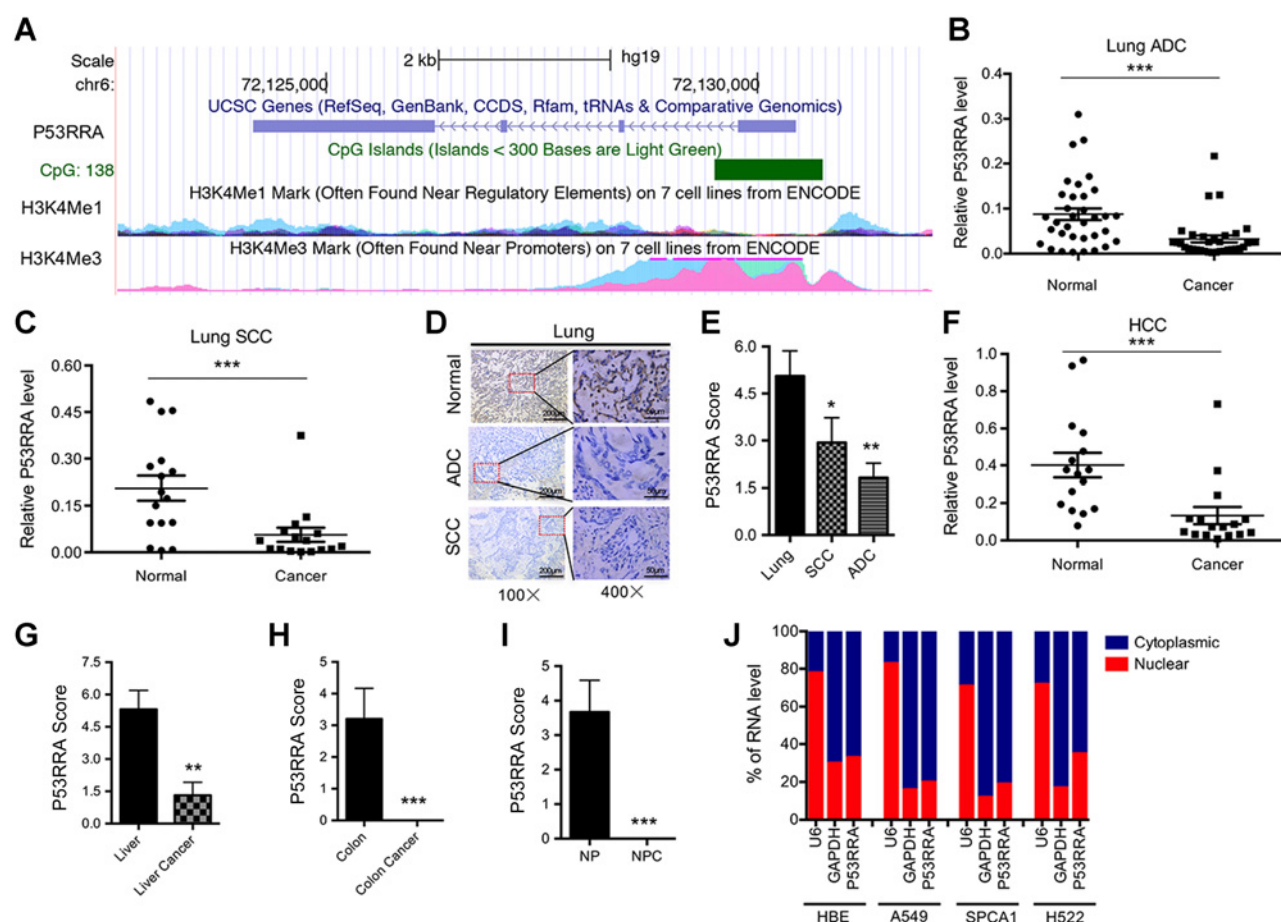 A
Scale
2 kb
hg19
chr6:
72,125,000
72,130,000
UCSC Genes (RefSeq, GenBank, CCDS, Rfam, tRNAs & Comparative Genomics)
P53RRA
CpG Islands (Islands < 300 Bases are Light Green)
CpG: 138
H3K4Me1 Mark (Often Found Near Regulatory Elements) on 7 cell lines from ENCODE
H3K4Me1
H3K4Me3 Mark (Often Found Near Promoters) on 7 cell lines from ENCODE
H3K4Me3
B
Lung ADC
***
Relative P53RRA level
0.4
0.3
0.2
0.1
0.0
Normal
Cancer
C
Lung SCC
***
Relative P53RRA level
0.60
0.45
0.30
0.15
0.00
Normal
Cancer
D
Lung
Normal
200μm
50μm
ADC
200μm
50μm
SCC
200μm
50μm
100×
400×
E
P53RRA Score
6.0
4.5
3.0
1.5
0.0
*
**
Lung
SCC
ADC
F
HCC
***
Relative P53RRA level
1.0
0.8
0.6
0.4
0.2
0.0
Normal
Cancer
G
P53RRA Score
7.5
6.0
4.5
3.0
1.5
0.0
**
Liver
Liver Cancer
H
P53RRA Score
5
4
3
2
1
0
***
Colon
Colon Cancer
I
P53RRA Score
5
4
3
2
1
0
***
NP
NPC
J
% of RNA level
100
80
60
40
20
0
Cytoplasmic
Nuclear
U6
GAPDH
P53RRA
U6
GAPDH
P53RRA
U6
GAPDH
P53RRA
U6
GAPDH
P53RRA
HBE
A549
SPCA1
H522